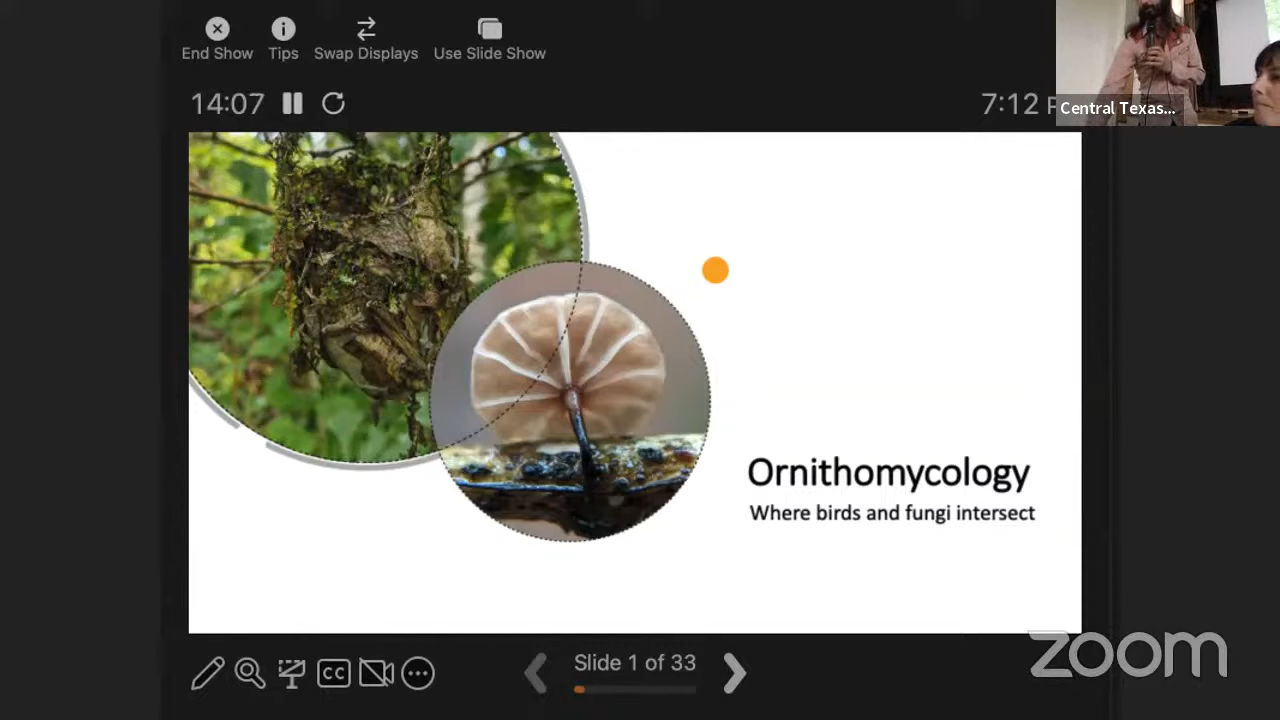 End Show
Tips
Swap Displays
Use Slide Show
14:07
7:12
Central Texas...
Ornithomycology
Where birds and fungi intersect
CC
Slide 1 of 33
zoom